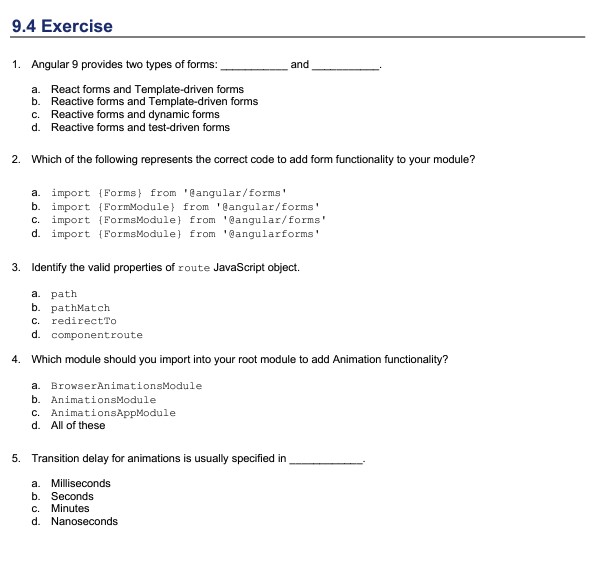 9.4 Exercise
1. Angular 9 provides two types of forms: ___________ and ___________.
a. React forms and Template-driven forms
b. Reactive forms and Template-driven forms
c. Reactive forms and dynamic forms
d. Reactive forms and test-driven forms
2. Which of the following represents the correct code to add form functionality to your module?
a. import {Forms} from '@angular/forms'
b. import {FormModule} from '@angular/forms'
c. import {FormsModule} from '@angular/forms'
d. import {FormsModule} from '@angularforms'
3. Identify the valid properties of route JavaScript object.
a. path
b. pathMatch
c. redirectTo
d. componentroute
4. Which module should you import into your root module to add Animation functionality?
a. BrowserAnimationsModule
b. AnimationsModule
c. AnimationsAppModule
d. All of these
5. Transition delay for animations is usually specified in ____________.
a. Milliseconds
b. Seconds
c. Minutes
d. Nanoseconds